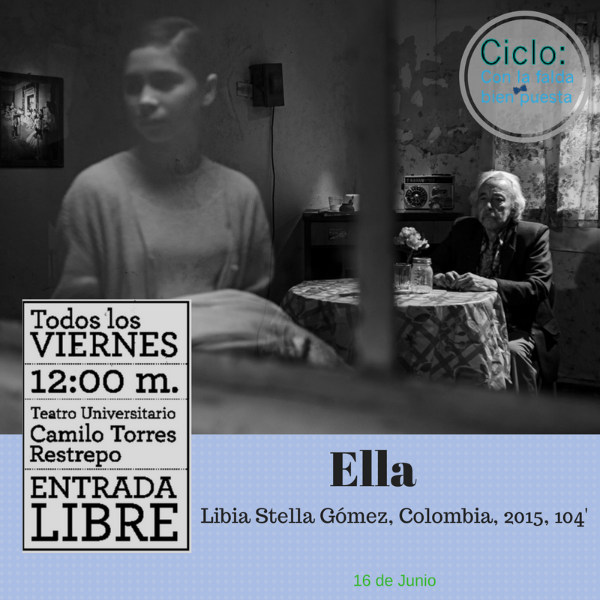 Ciclo:
Con la falda
bien puesta
Todos los
VIERNES
12:00 m.
Teatro Universitario
Camilo Torres
Restrepo
ENTRADA
LIBRE
Ella
Libia Stella Gómez, Colombia, 2015, 104'
16 de Junio